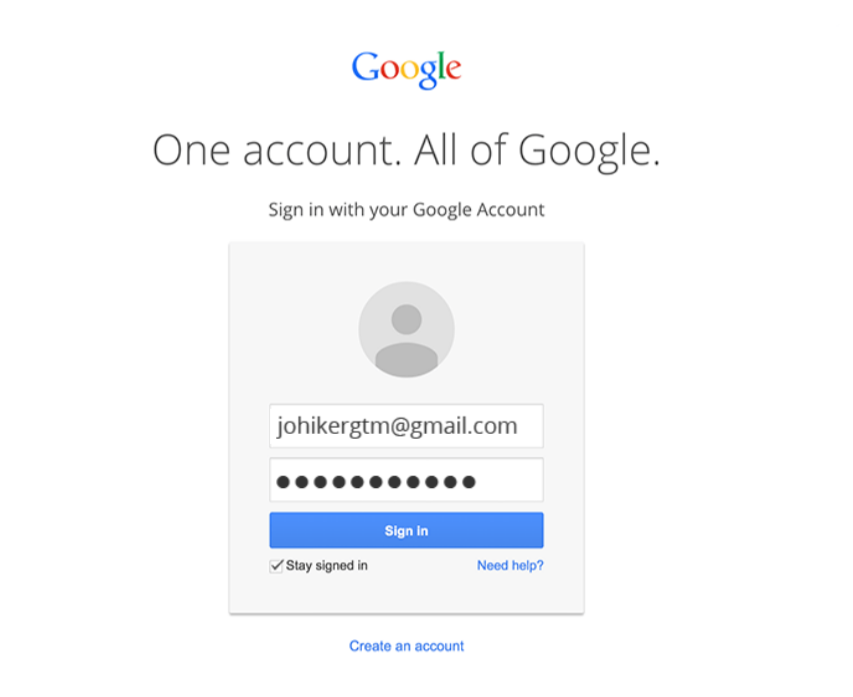 Google
One account. All of Google.
Sign in with your Google Account
johikergtm@gmail.com
●●●●●●●●●●●
Sign in
Stay signed in Need help?
Create an account